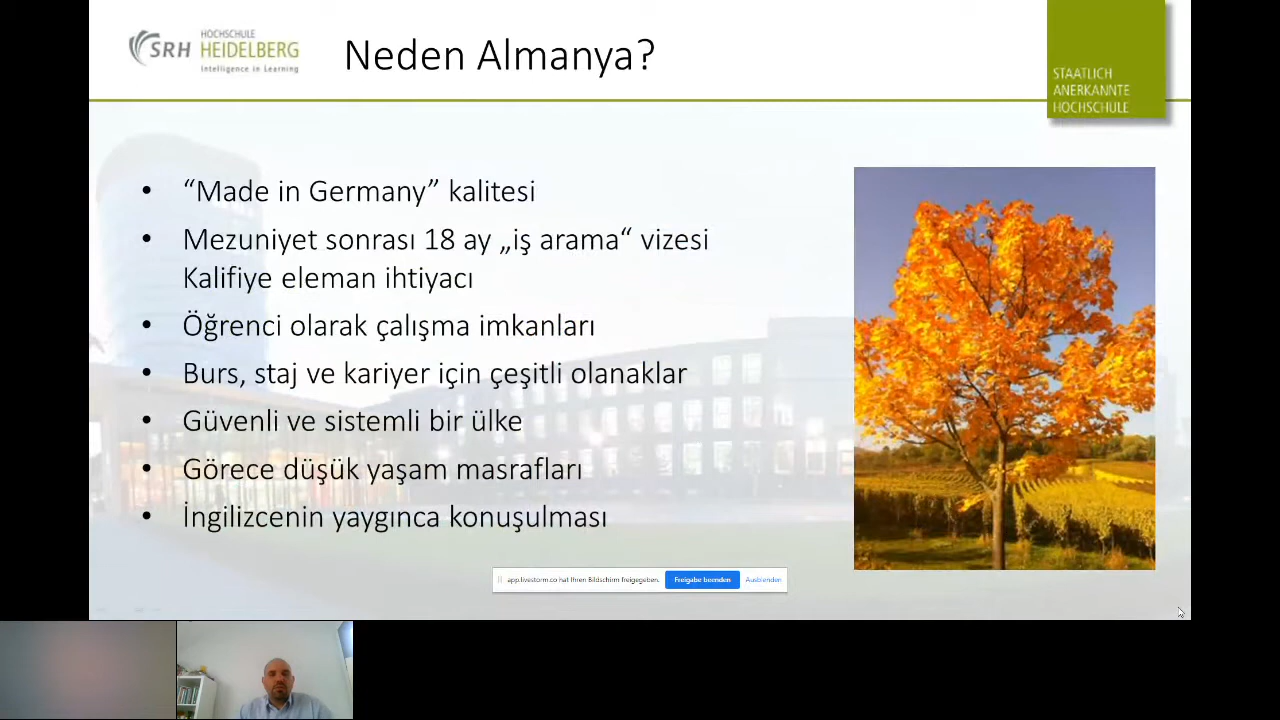 SRH HOCHSCHULE
HEIDELBERG
Intelligence in Learning
Neden Almanya?
STAATLICH
ANERKANNTE
HOCHSCHULE
• “Made in Germany” kalitesi
• Mezuniyet sonrası 18 ay „iş arama“ vizesi
Kalifiye eleman ihtiyacı
• Öğrenci olarak çalışma imkanları
• Burs, staj ve kariyer için çeşitli olanaklar
• Güvenli ve sistemli bir ülke
• Görece düşük yaşam masrafları
• İngilizcenin yaygınca konuşulması
app.livestorm.co hat Ihren Bildschirm freigegeben. Freigabe beenden Ausblenden